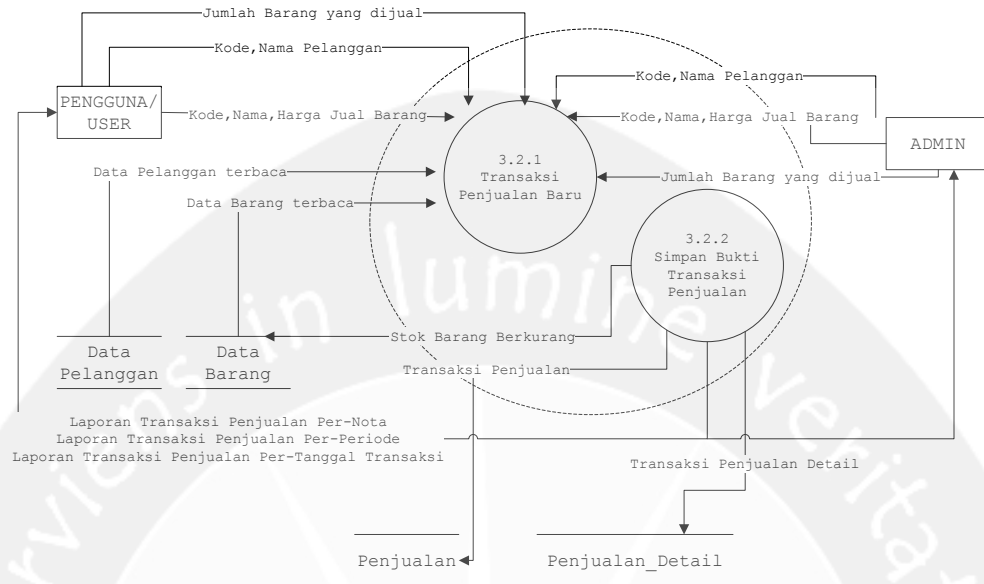 Jumlah Barang yang dijual
Kode,Nama Pelanggan
Kode,Nama Pelanggan
PENGGUNA/
USER
Kode,Nama,Harga Jual Barang
Kode,Nama,Harga Jual Barang
ADMIN
3.2.1
Transaksi
Penjualan Baru
Data Pelanggan terbaca
Jumlah Barang yang dijual
Data Barang terbaca
3.2.2
Simpan Bukti
Transaksi
Penjualan
Stok Barang Berkurang
Data
Pelanggan
Data
Barang
Transaksi Penjualan
Laporan Transaksi Penjualan Per-Nota
Laporan Transaksi Penjualan Per-Periode
Laporan Transaksi Penjualan Per-Tanggal Transaksi
Transaksi Penjualan Detail
Penjualan
Penjualan_Detail
rviens in lumine verita